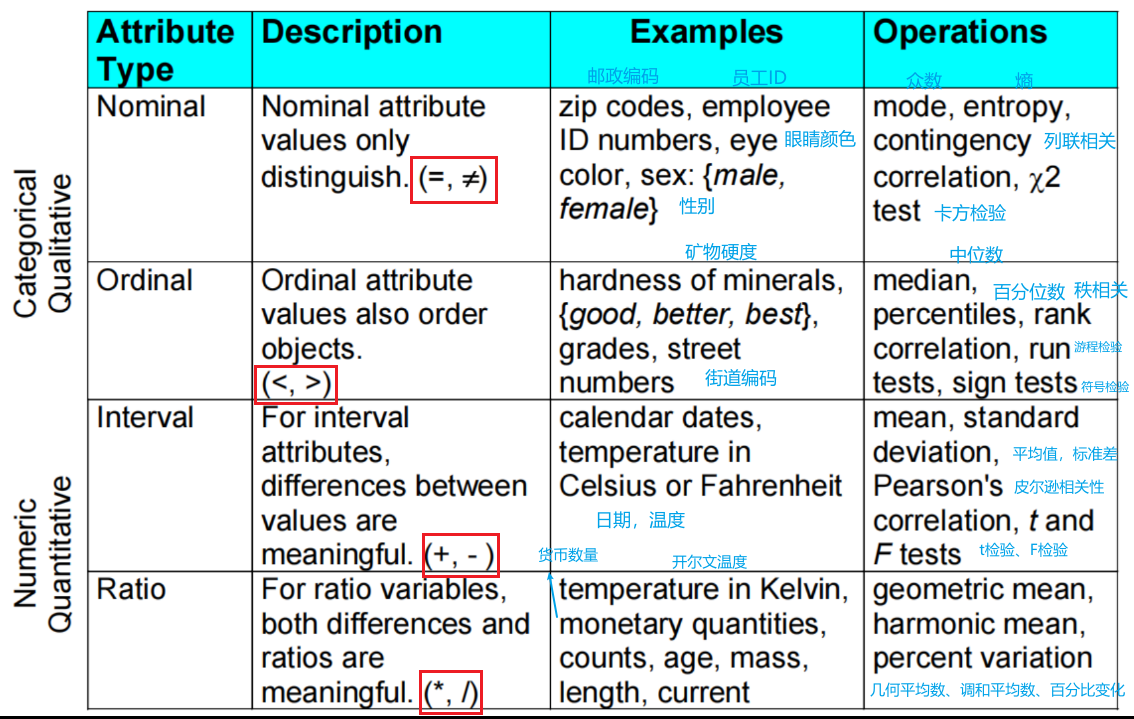 Attribute Type
Description
Examples
Operations
邮政编码
员工ID
众数
熵
Categorical
Qualitative
Nominal
Nominal attribute
values only
distinguish. (=, ≠)
zip codes, employee
ID numbers, eye 眼睛颜色
color, sex: {male,
female} 性别
mode, entropy,
contingency 列联相关
correlation, χ2
test 卡方检验
矿物硬度
中位数
Ordinal
Ordinal attribute
values also order
objects.
(<, >)
hardness of minerals,
{good, better, best},
grades, street
numbers 街道编码
median, 百分位数 秩相关
percentiles, rank
correlation, run 游程检验
tests, sign tests 符号检验
Numeric
Quantitative
Interval
For interval
attributes,
differences between
values are
meaningful. (+, - )
calendar dates,
temperature in
Celsius or Fahrenheit
日期，温度
mean, standard
deviation, 平均值，标准差
Pearson's 皮尔逊相关性
correlation, t and
F tests t检验、F检验
货币数量
开尔文温度
Ratio
For ratio variables,
both differences and
ratios are
meaningful. (*, /)
temperature in Kelvin,
monetary quantities,
counts, age, mass,
length, current
geometric mean,
harmonic mean,
percent variation
几何平均数、调和平均数、百分比变化